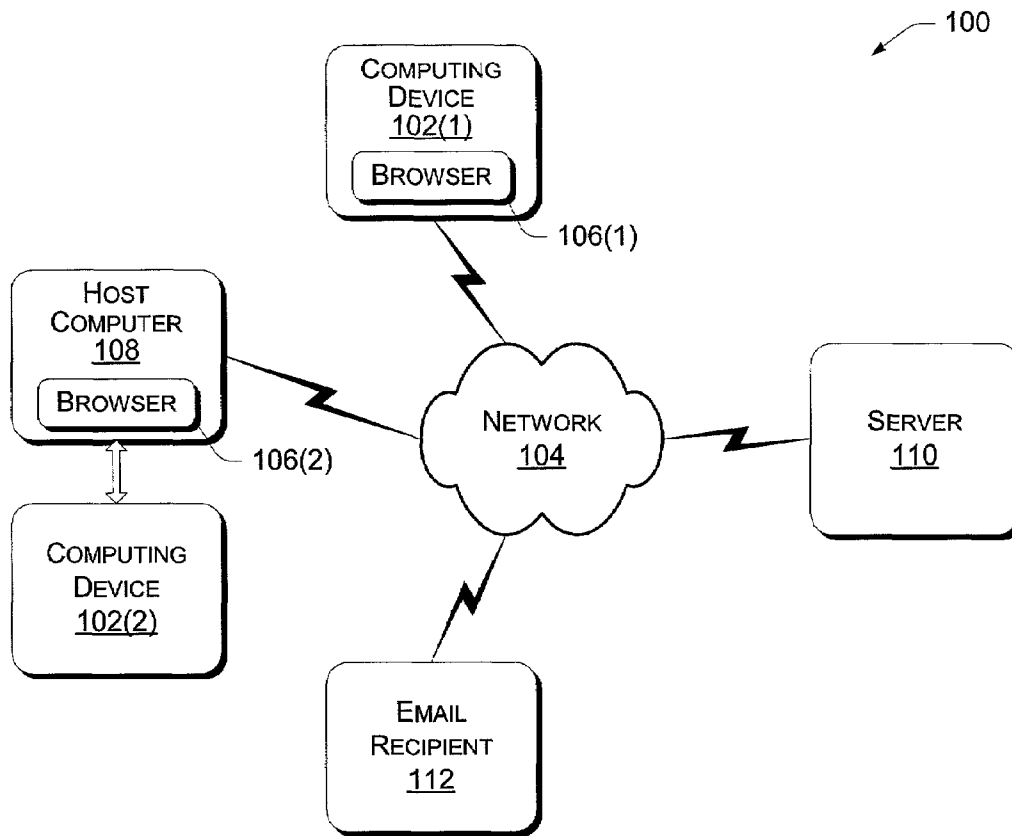 100
COMPUTING
DEVICE
102(1)
BROWSER
106(1)
HOST
COMPUTER
108
BROWSER
106(2)
NETWORK
104
SERVER
110
COMPUTING
DEVICE
102(2)
EMAIL
RECIPIENT
112